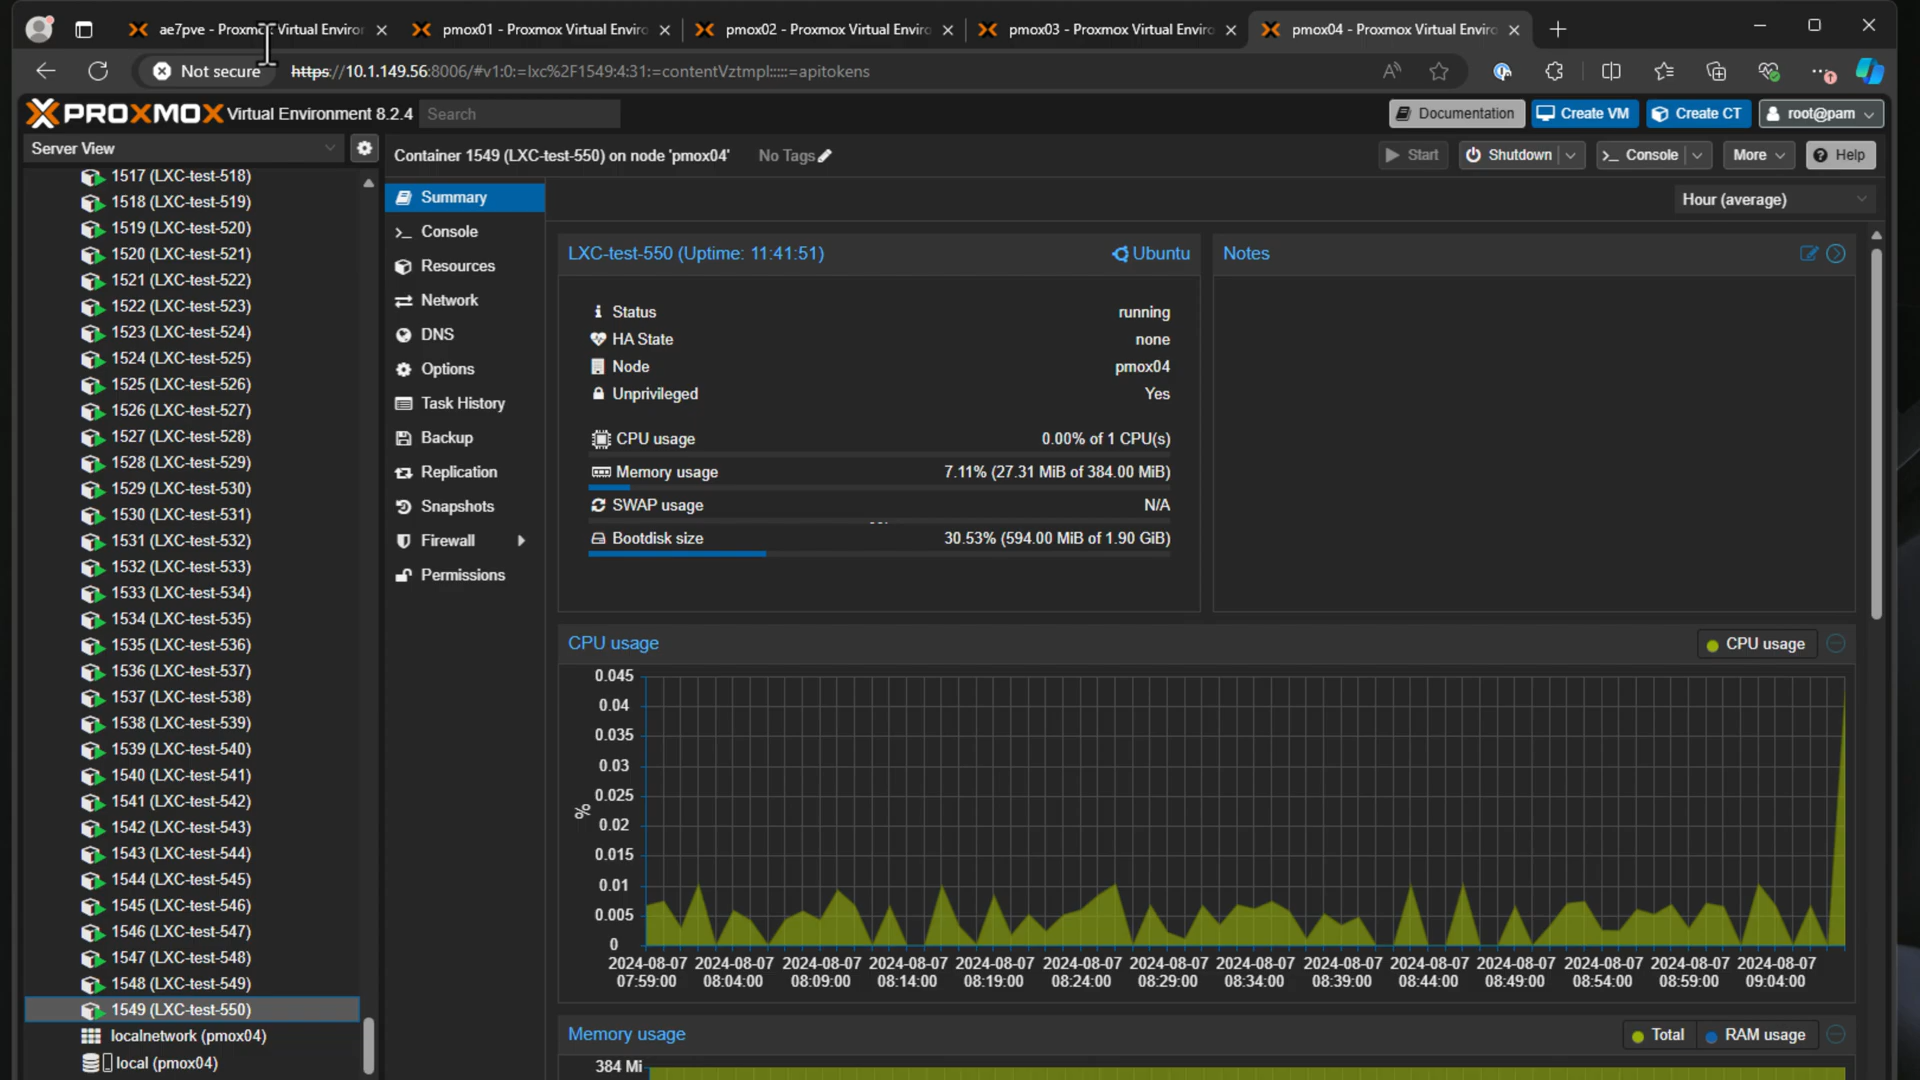 ae7pve - Proxmox Virtual Enviror
pmox01 - Proxmox Virtual Enviro
pmox02 - Proxmox Virtual Enviro
pmox03 - Proxmox Virtual Enviro
pmox04 - Proxmox Virtual Enviro
Not secure
https://10.1.149.56:8006/#v1:0:=lxc%2F1549:4:31:=contentVztmpl:::::=apitokens
PROXMOX Virtual Environment 8.2.4
Search
Documentation
Create VM
Create CT
root@pam
Server View
Container 1549 (LXC-test-550) on node 'pmox04'
No Tags
Start
Shutdown
Console
More
Help
1517 (LXC-test-518)
1518 (LXC-test-519)
1519 (LXC-test-520)
1520 (LXC-test-521)
1521 (LXC-test-522)
1522 (LXC-test-523)
1523 (LXC-test-524)
1524 (LXC-test-525)
1525 (LXC-test-526)
1526 (LXC-test-527)
1527 (LXC-test-528)
1528 (LXC-test-529)
1529 (LXC-test-530)
1530 (LXC-test-531)
1531 (LXC-test-532)
1532 (LXC-test-533)
1533 (LXC-test-534)
1534 (LXC-test-535)
1535 (LXC-test-536)
1536 (LXC-test-537)
1537 (LXC-test-538)
1538 (LXC-test-539)
1539 (LXC-test-540)
1540 (LXC-test-541)
1541 (LXC-test-542)
1542 (LXC-test-543)
1543 (LXC-test-544)
1544 (LXC-test-545)
1545 (LXC-test-546)
1546 (LXC-test-547)
1547 (LXC-test-548)
1548 (LXC-test-549)
1549 (LXC-test-550)
localnetwork (pmox04)
local (pmox04)
Summary
Console
Resources
Network
DNS
Options
Task History
Backup
Replication
Snapshots
Firewall
Permissions
Hour (average)
LXC-test-550 (Uptime: 11:41:51)
Ubuntu
Status running
HA State none
Node pmox04
Unprivileged Yes
CPU usage 0.00% of 1 CPU(s)
Memory usage 7.11% (27.31 MiB of 384.00 MiB)
SWAP usage N/A
Bootdisk size 30.53% (594.00 MiB of 1.90 GiB)
Notes
CPU usage
CPU usage
0.045
0.04
0.035
0.03
0.025
0.02
0.015
0.01
0.005
0
%
2024-08-07 2024-08-07 2024-08-07 2024-08-07 2024-08-07 2024-08-07 2024-08-07 2024-08-07 2024-08-07 2024-08-07 2024-08-07 2024-08-07 2024-08-07 2024-08-07
07:59:00 08:04:00 08:09:00 08:14:00 08:19:00 08:24:00 08:29:00 08:34:00 08:39:00 08:44:00 08:49:00 08:54:00 08:59:00 09:04:00
Memory usage
Total
RAM usage
384 Mi